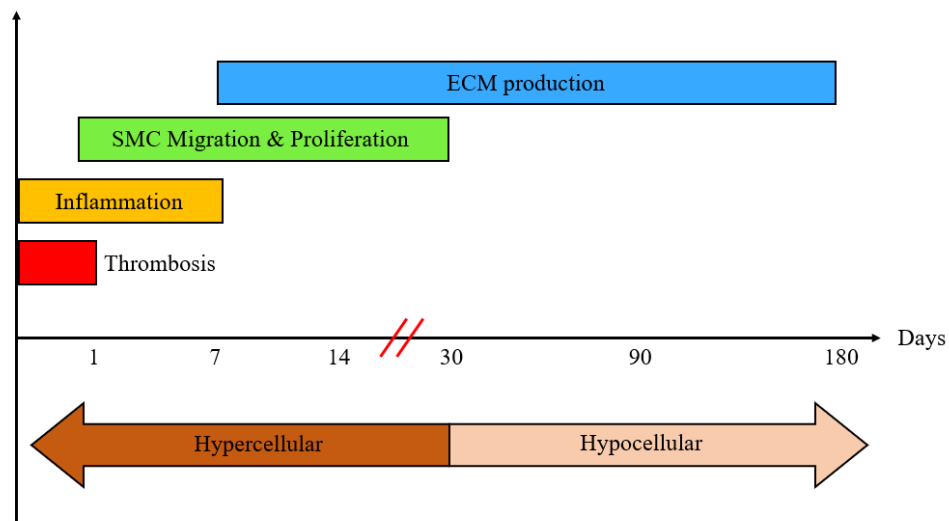 ECM production
SMC Migration & Proliferation
Inflammation
Thrombosis
Days
1 7 14 30 90 180
Hypercellular Hypocellular